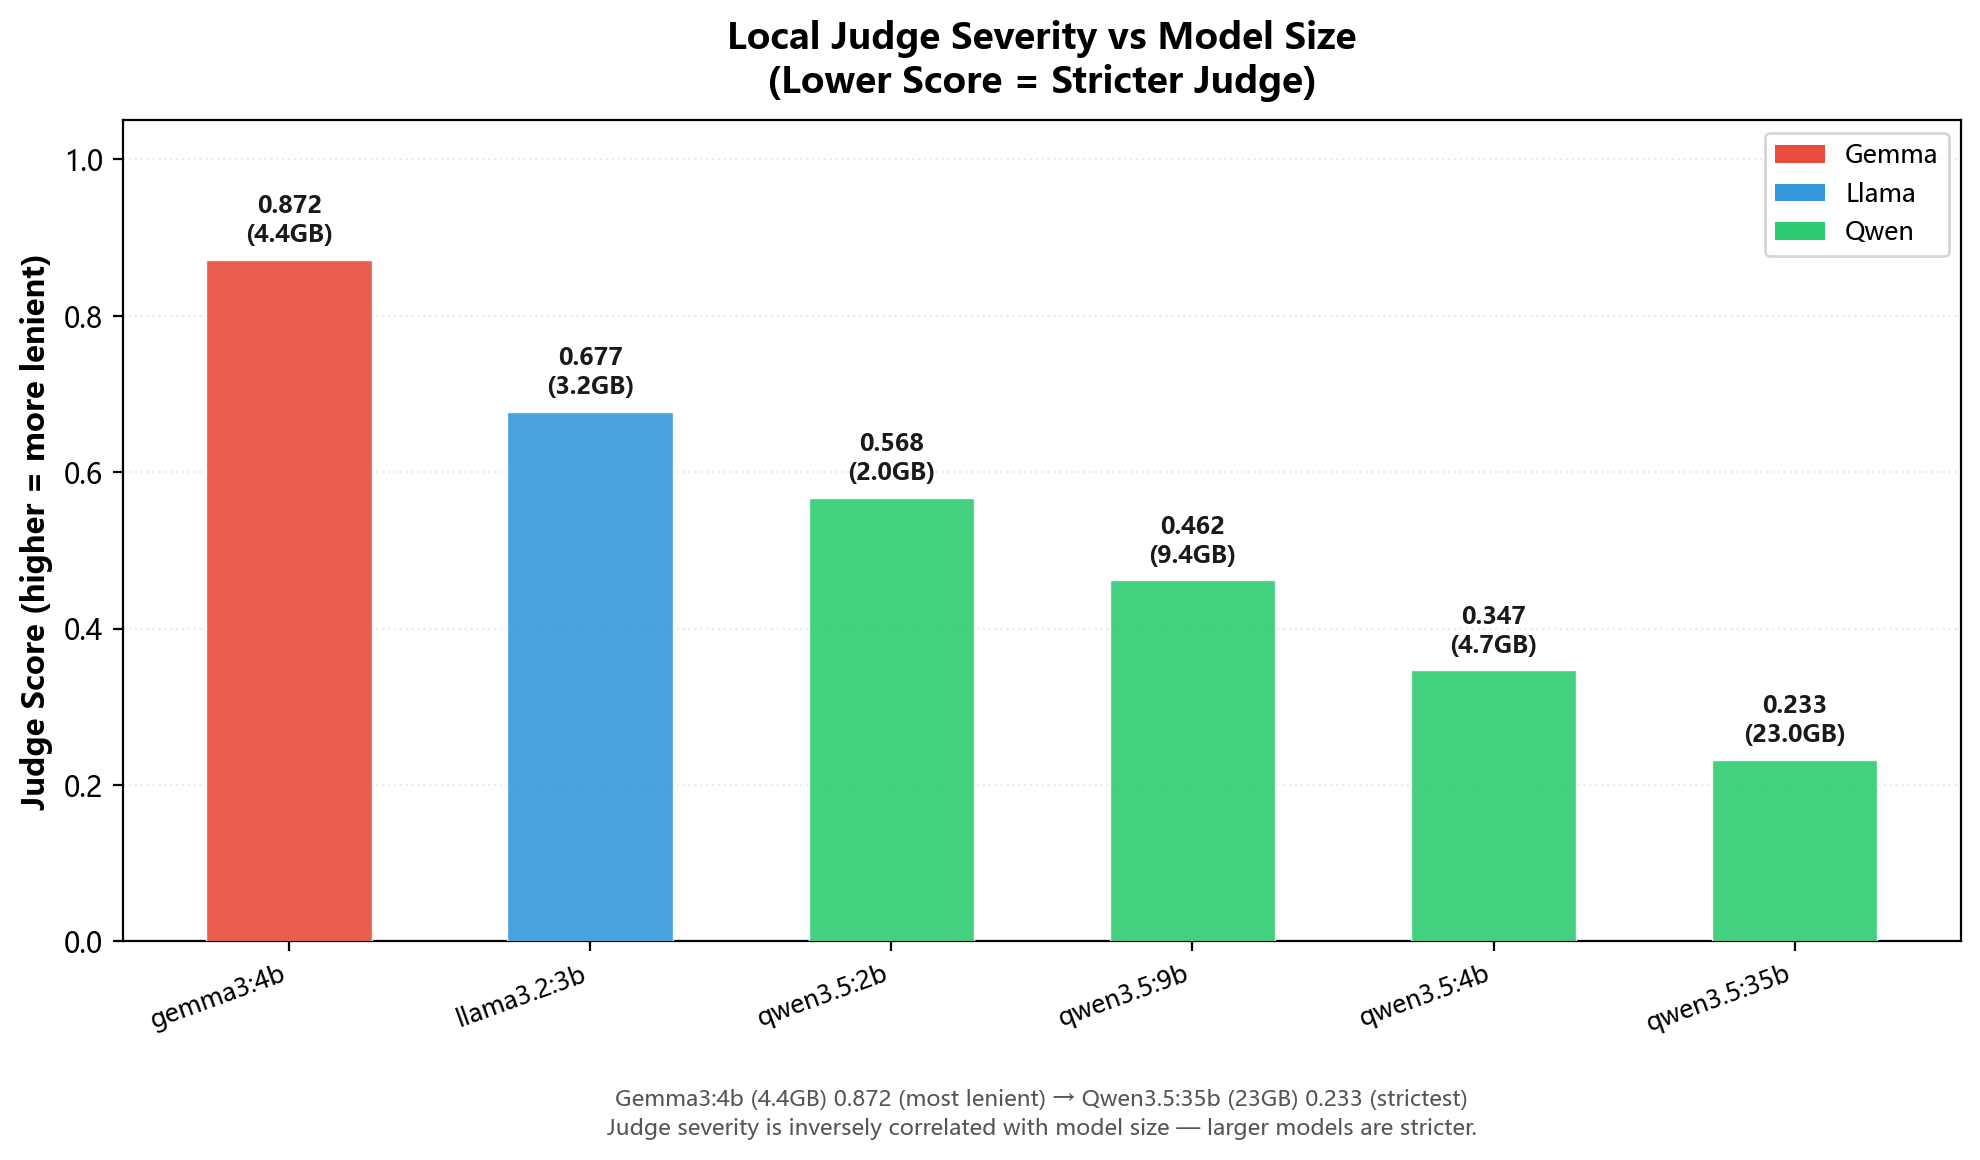 Local Judge Severity vs Model Size
(Lower Score = Stricter Judge)
Judge Score (higher = more lenient)
1.0
0.8
0.6
0.4
0.2
0.0
Gemma
Llama
Qwen
0.872
(4.4GB)
0.677
(3.2GB)
0.568
(2.0GB)
0.462
(9.4GB)
0.347
(4.7GB)
0.233
(23.0GB)
gemma3:4b
llama3.2:3b
qwen3.5:2b
qwen3.5:9b
qwen3.5:4b
qwen3.5:35b
Gemma3:4b (4.4GB) 0.872 (most lenient) → Qwen3.5:35b (23GB) 0.233 (strictest)
Judge severity is inversely correlated with model size — larger models are stricter.